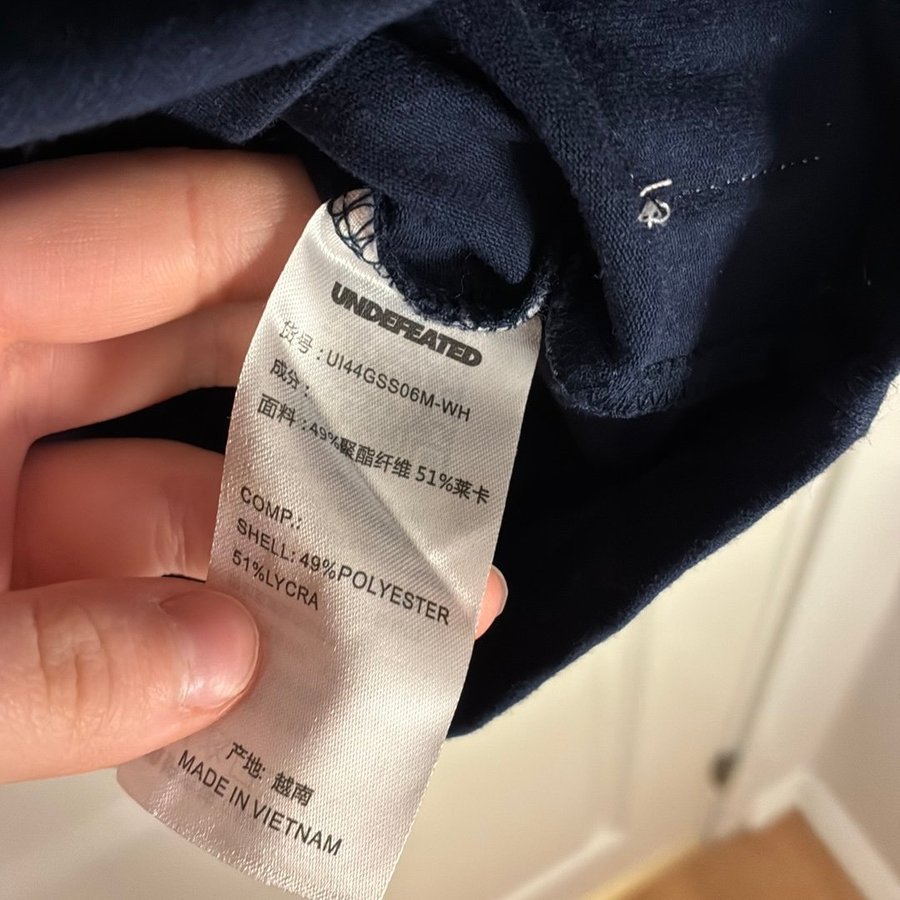 UNDEFEATED
货号：UI44GSS06M-WH
成分：
面料：49%聚酯纤维 51%莱卡
COMP.:
SHELL: 49%POLYESTER
51%LYCRA
产地: 越南
MADE IN VIETNAM